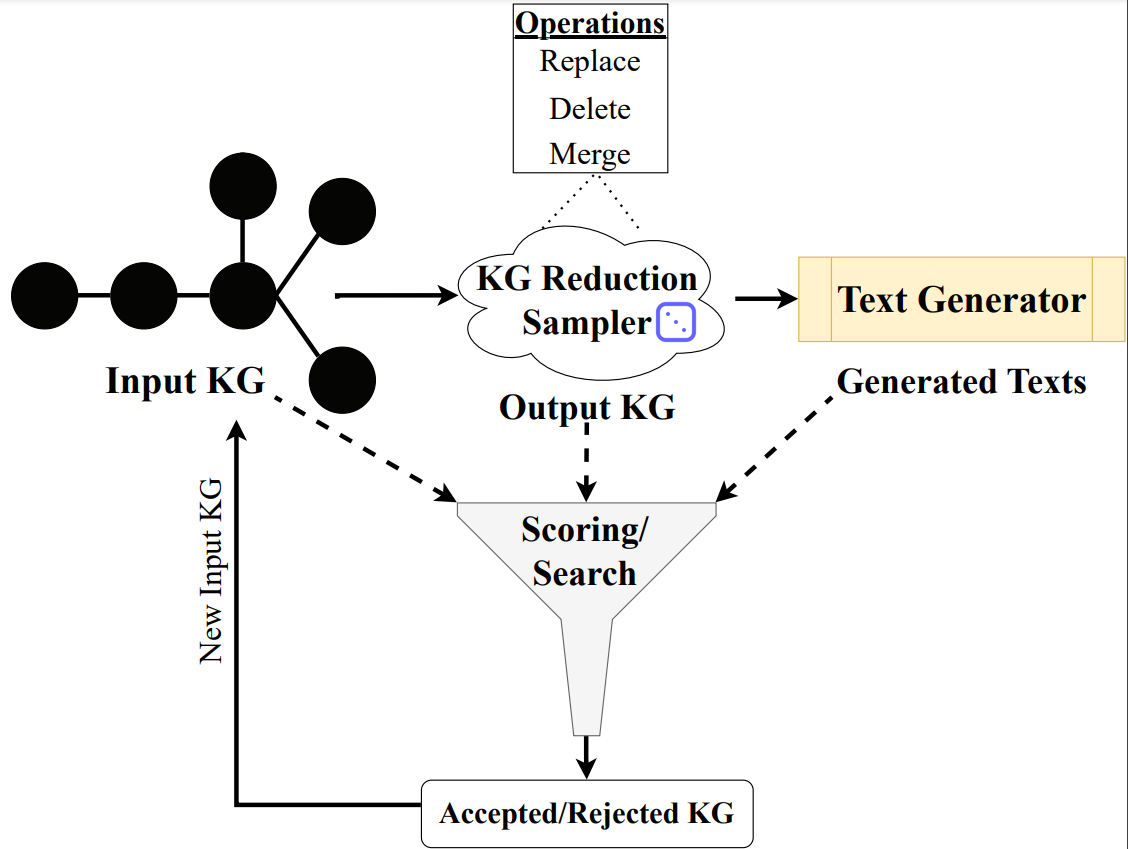 Operations
Replace
Delete
Merge
KG Reduction
Sampler
Text Generator
Input KG
Output KG
Generated Texts
Scoring/
Search
New Input KG
Accepted/Rejected KG